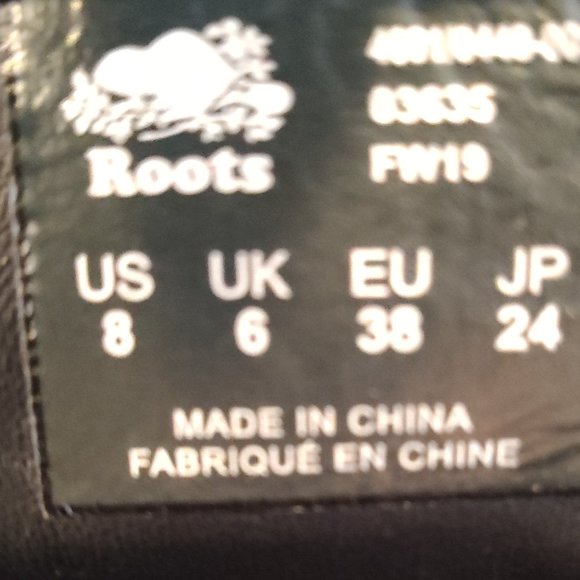 Roots
83635
FW19
US UK EU JP
8 6 38 24
MADE IN CHINA
FABRIQUÉ EN CHINE